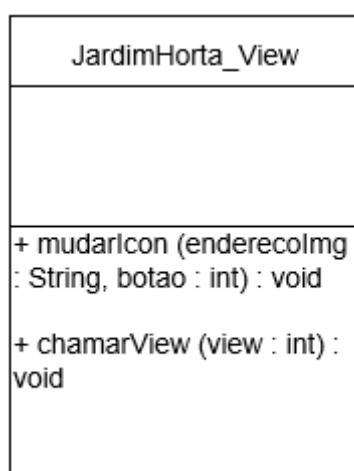 JardimHorta_View
+ mudarIcon (enderecoImg
: String, botao : int) : void
+ chamarView (view : int) :
void